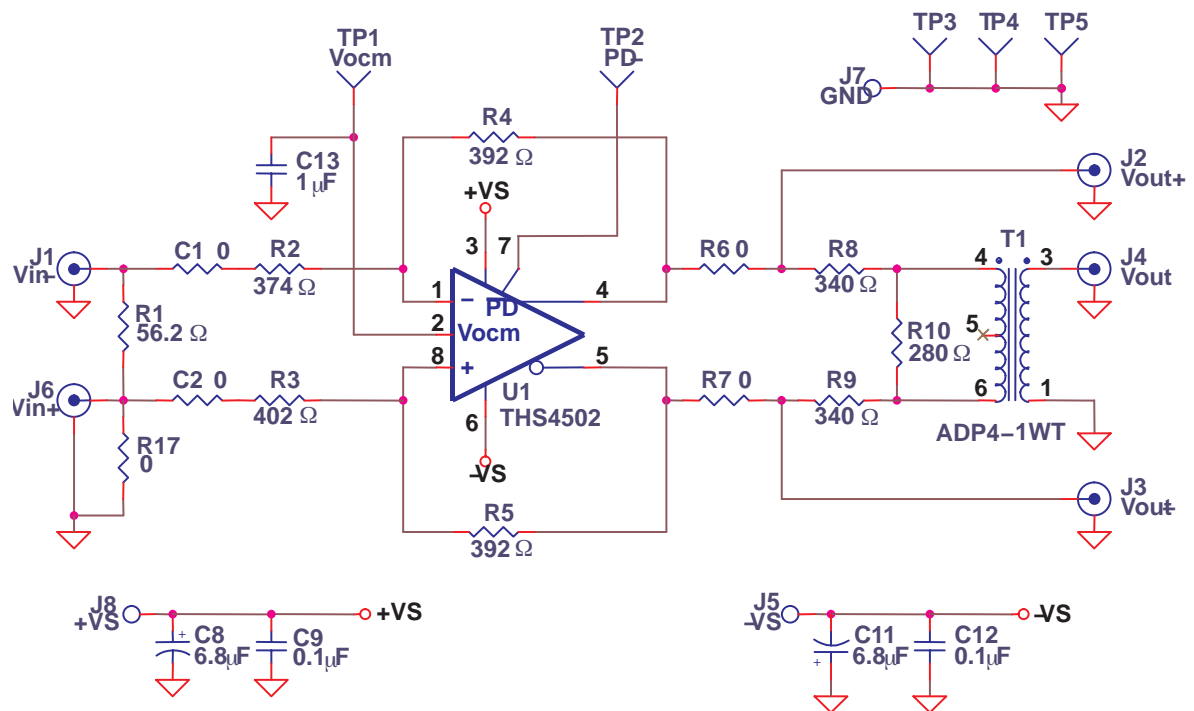 TP1
Vocm
TP2
PD-
TP3
TP4
TP5
J7
GND
R4
392 Ω
C13
1 µF
+VS
J2
Vout+
3
7
J1
Vin-
C1 0
R2
374 Ω
R6 0
R8
340 Ω
4
T1
3
J4
Vout
1
−
PD
4
R1
56.2 Ω
2
Vocm
5
R10
280 Ω
8
+
5
J6
Vin+
C2 0
R3
402 Ω
U1
THS4502
R7 0
R9
340 Ω
6
1
6
ADP4−1WT
R17
0
−VS
R5
392 Ω
J3
Vout+
J8
+VS
+VS
+
C8
6.8µF
C9
0.1µF
J5
−VS
−VS
+
C11
6.8µF
C12
0.1µF